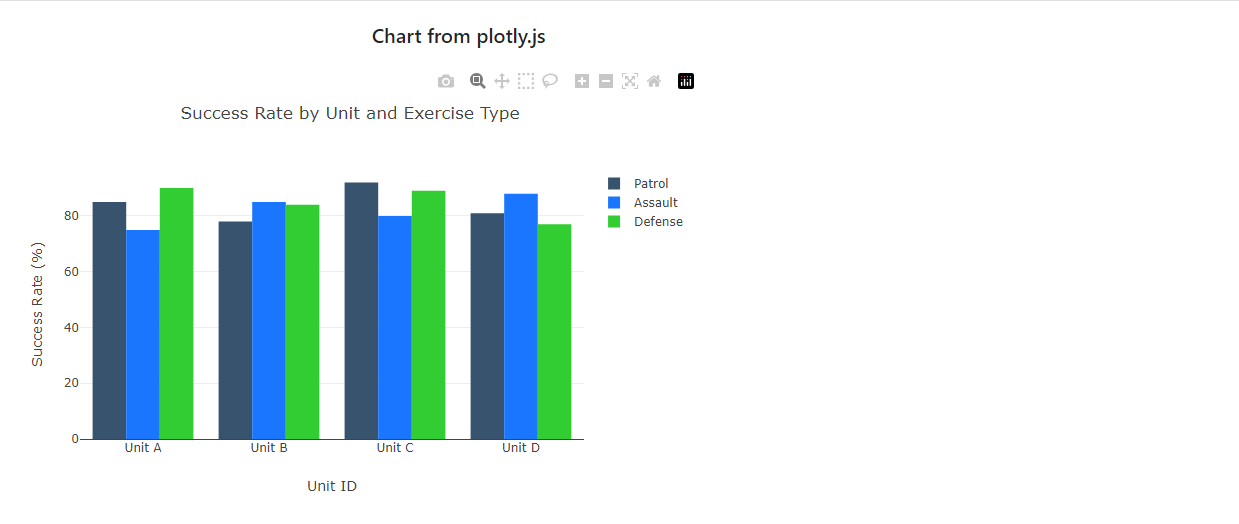 Chart from plotly.js
Success Rate by Unit and Exercise Type
Patrol
Assault
Defense
Success Rate (%)
80
60
40
20
0
Unit A
Unit B
Unit C
Unit D
Unit ID